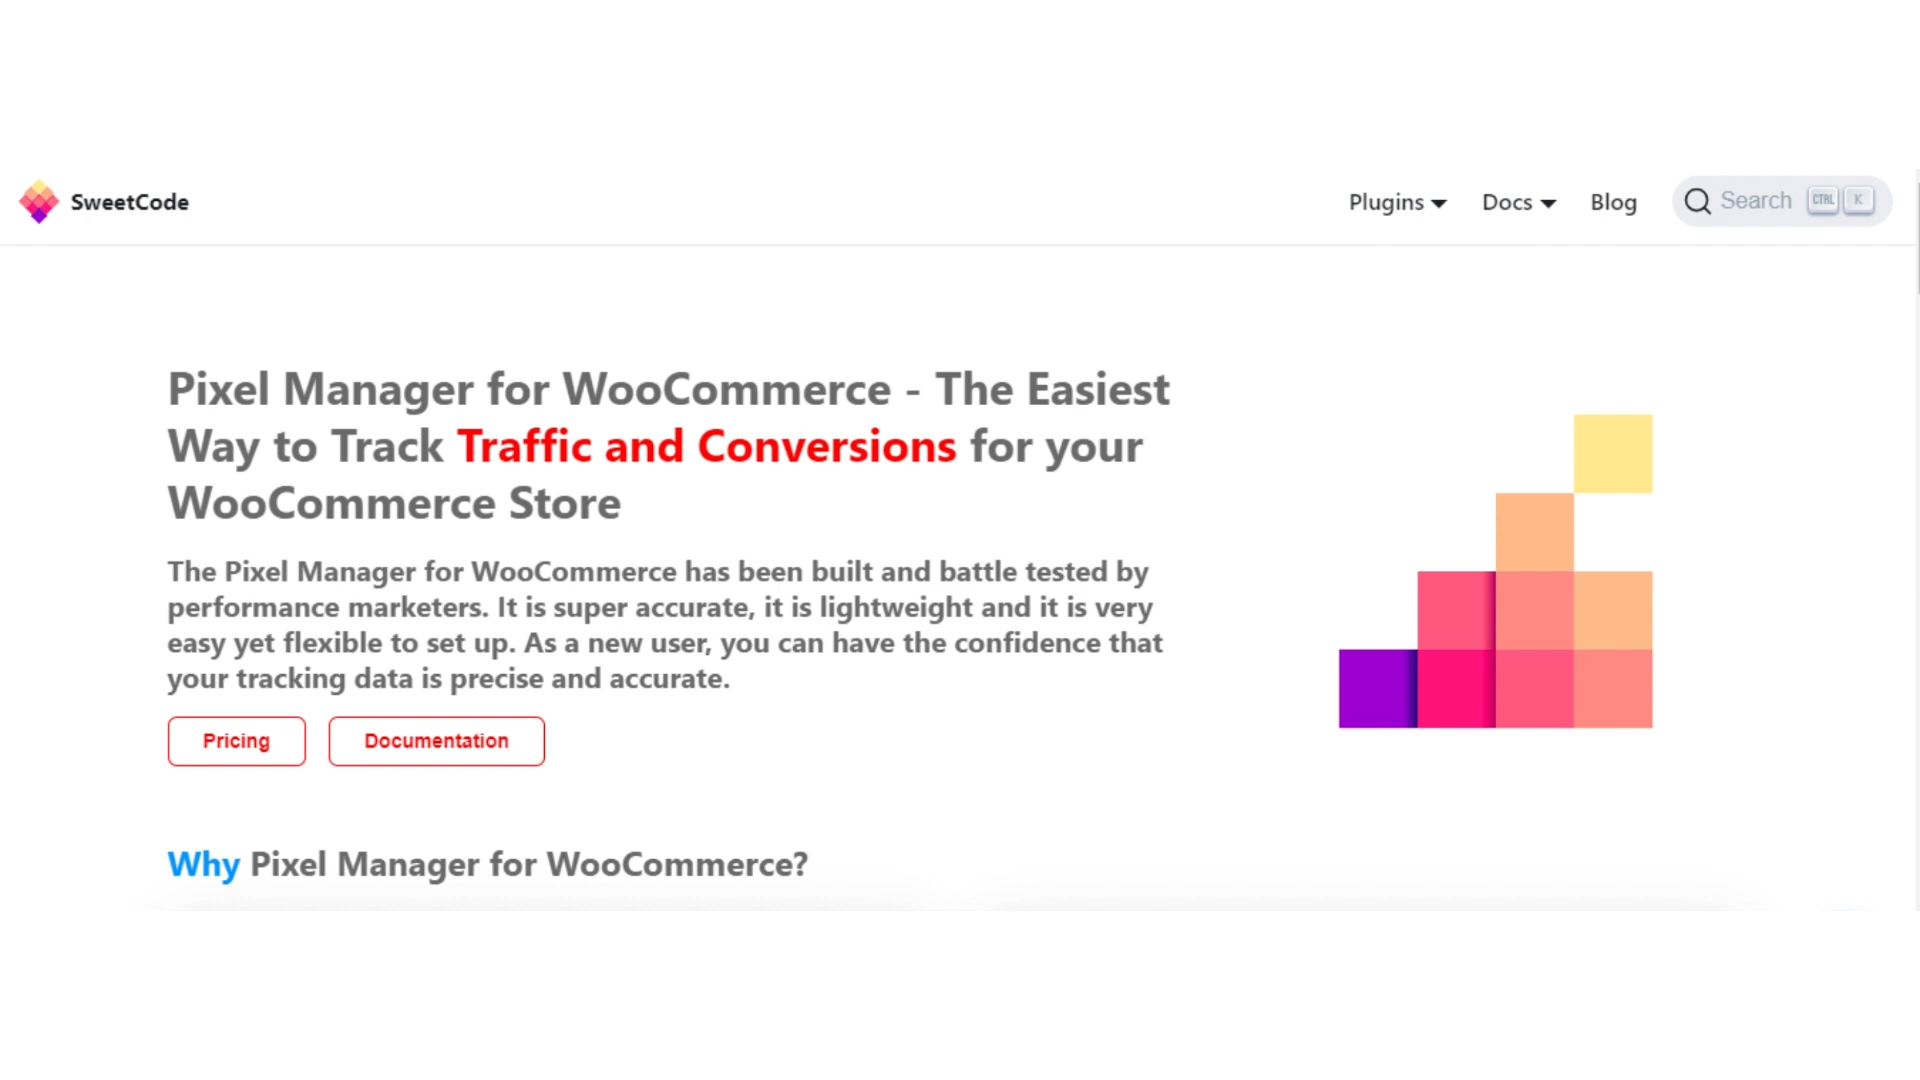 SweetCode
Plugins Docs Blog Search CTRL K
Pixel Manager for WooCommerce - The Easiest
Way to Track Traffic and Conversions for your
WooCommerce Store
The Pixel Manager for WooCommerce has been built and battle tested by
performance marketers. It is super accurate, it is lightweight and it is very
easy yet flexible to set up. As a new user, you can have the confidence that
your tracking data is precise and accurate.
Pricing Documentation
Why Pixel Manager for WooCommerce?